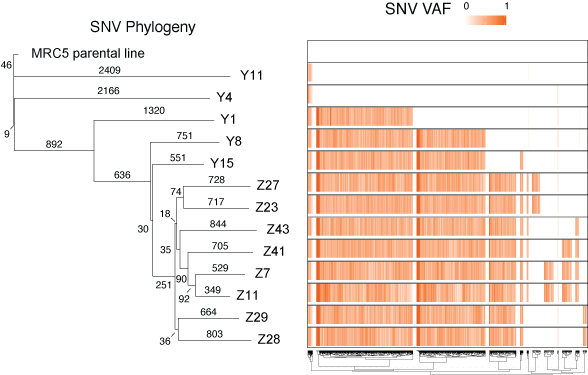 SNV VAF 0 1
SNV Phylogeny
MRC5 parental line
46
2409 Y11
2166 Y4
1320 Y1
9
892 751 Y8
551 Y15
636
728 Z27
74
717 Z23
18
844 Z43
30
35
705 Z41
529 Z7
90
251
349 Z11
92
664 Z29
36
803 Z28